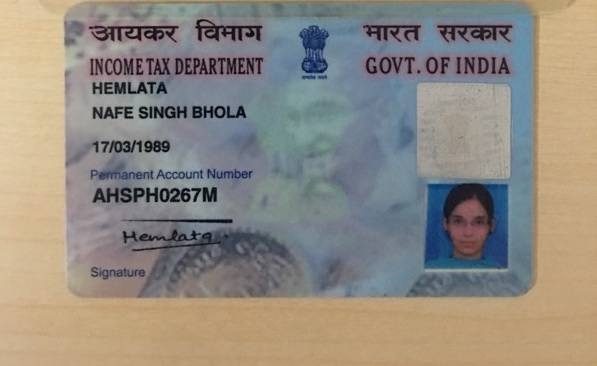 आयकर विभाग
भारत सरकार
INCOME TAX DEPARTMENT
GOVT. OF INDIA
HEMLATA
NAFE SINGH BHOLA
17/03/1989
Permanent Account Number
AHSPH0267M
Hemlata.
Signature